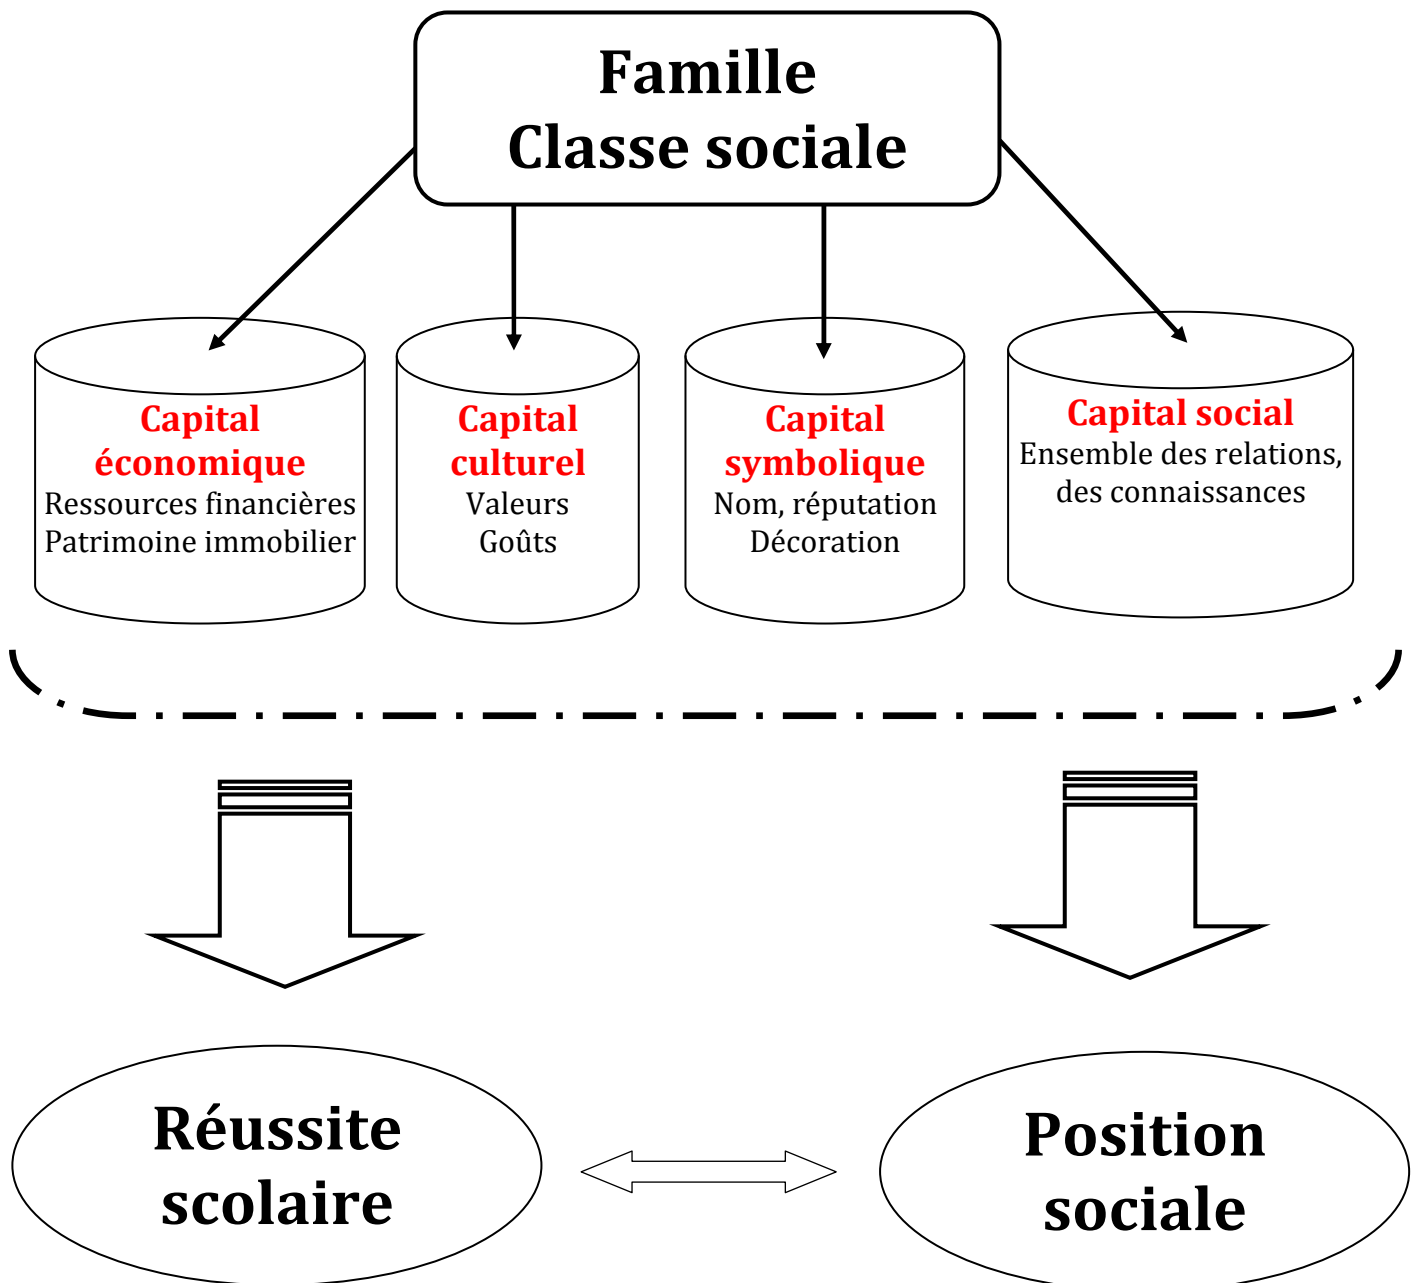 Famille
Classe sociale
Capital
économique
Ressources financières
Patrimoine immobilier
Capital
culturel
Valeurs
Goûts
Capital
symbolique
Nom, réputation
Décoration
Capital social
Ensemble des relations,
des connaissances
Réussite
scolaire
Position
sociale